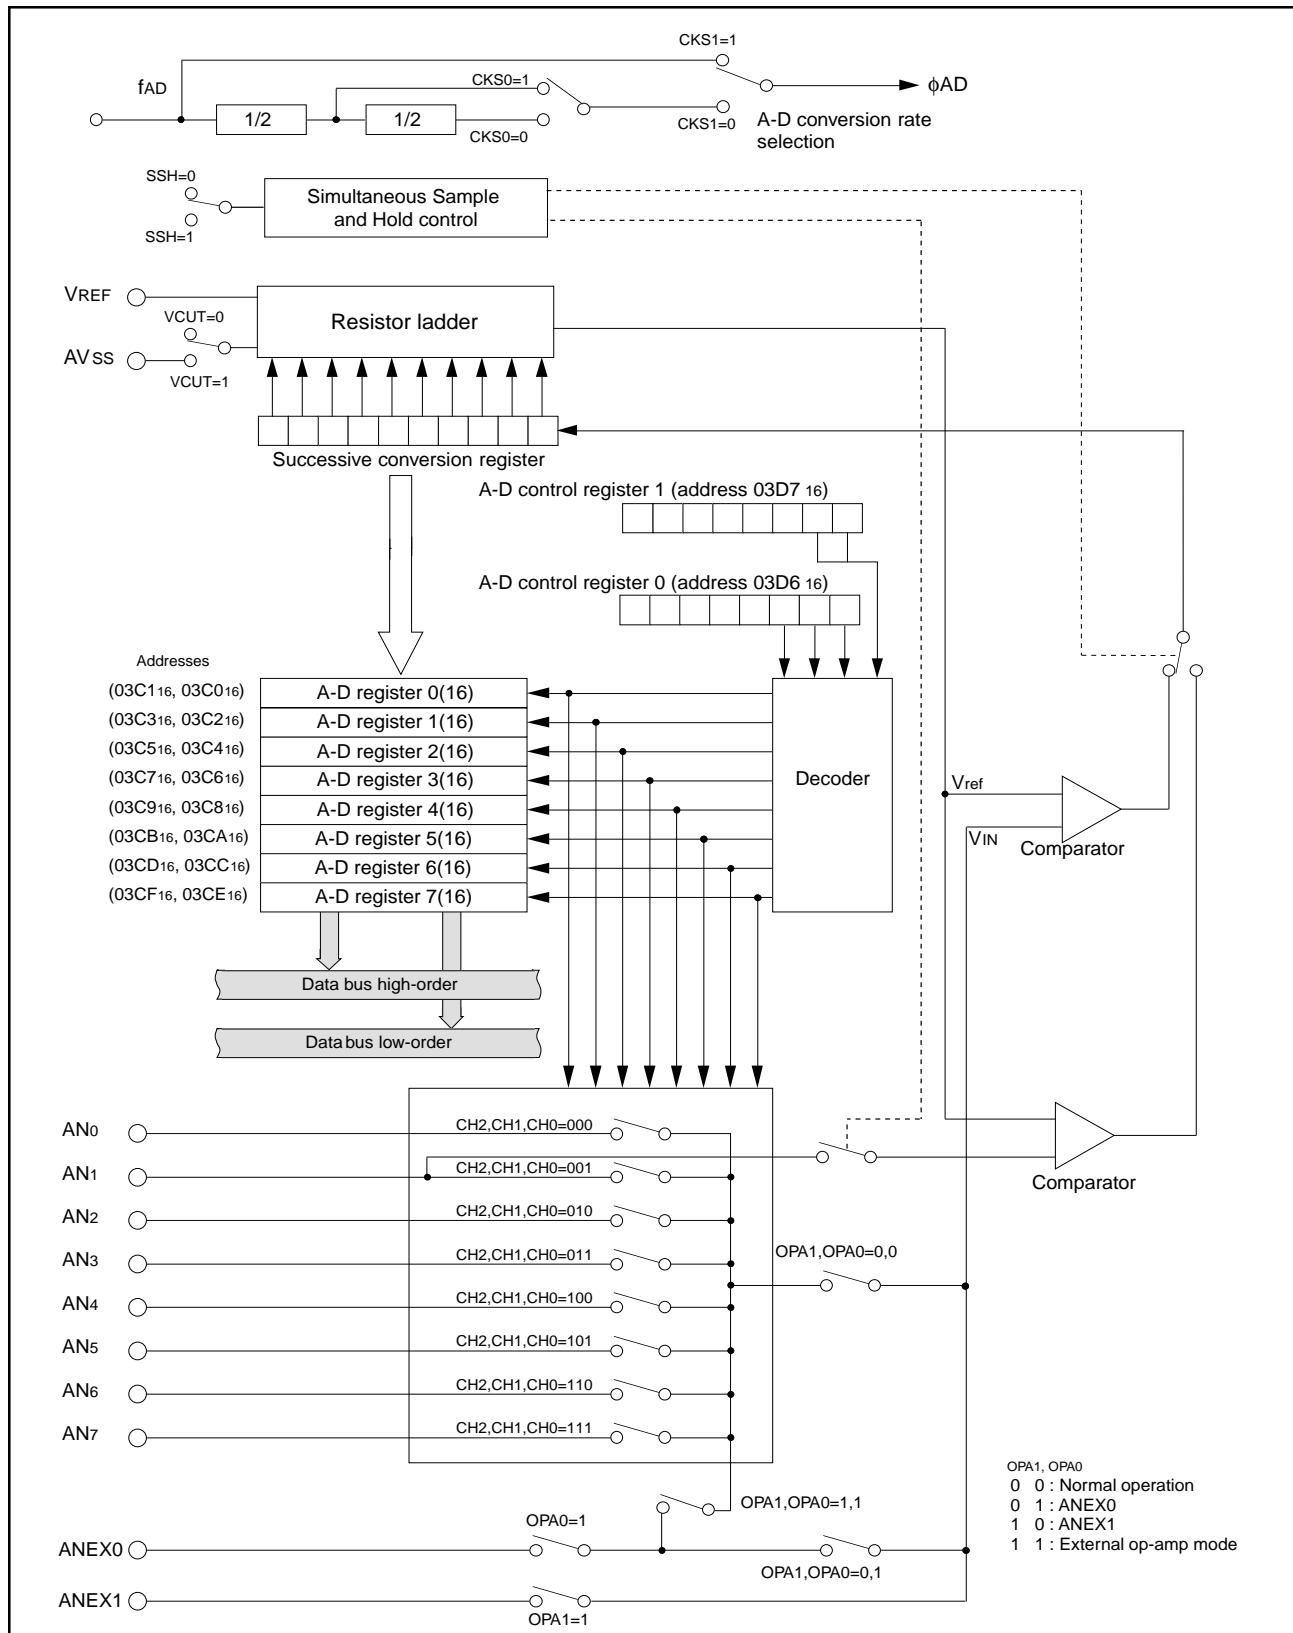 CKS1=1
fAD
CKS0=1
ϕAD
1/2
1/2
CKS0=0
CKS1=0
A-D conversion rate
selection
SSH=0
Simultaneous Sample
and Hold control
SSH=1
VREF
VCUT=0
Resistor ladder
AVSS
VCUT=1
Successive conversion register
A-D control register 1 (address 03D7 16)
A-D control register 0 (address 03D6 16)
Addresses
(03C116, 03C016) A-D register 0(16)
(03C316, 03C216) A-D register 1(16)
(03C516, 03C416) A-D register 2(16)
(03C716, 03C616) A-D register 3(16)
(03C916, 03C816) A-D register 4(16)
(03CB16, 03CA16) A-D register 5(16)
(03CD16, 03CC16) A-D register 6(16)
(03CF16, 03CE16) A-D register 7(16)
Decoder
Vref
VIN
Comparator
Data bus high-order
Data bus low-order
AN0 CH2,CH1,CH0=000
AN1 CH2,CH1,CH0=001
Comparator
AN2 CH2,CH1,CH0=010
AN3 CH2,CH1,CH0=011
OPA1,OPA0=0,0
AN4 CH2,CH1,CH0=100
AN5 CH2,CH1,CH0=101
AN6 CH2,CH1,CH0=110
AN7 CH2,CH1,CH0=111
OPA1, OPA0
0 0 : Normal operation
0 1 : ANEX0
1 0 : ANEX1
1 1 : External op-amp mode
OPA1,OPA0=1,1
OPA0=1
ANEX0
OPA1,OPA0=0,1
ANEX1
OPA1=1